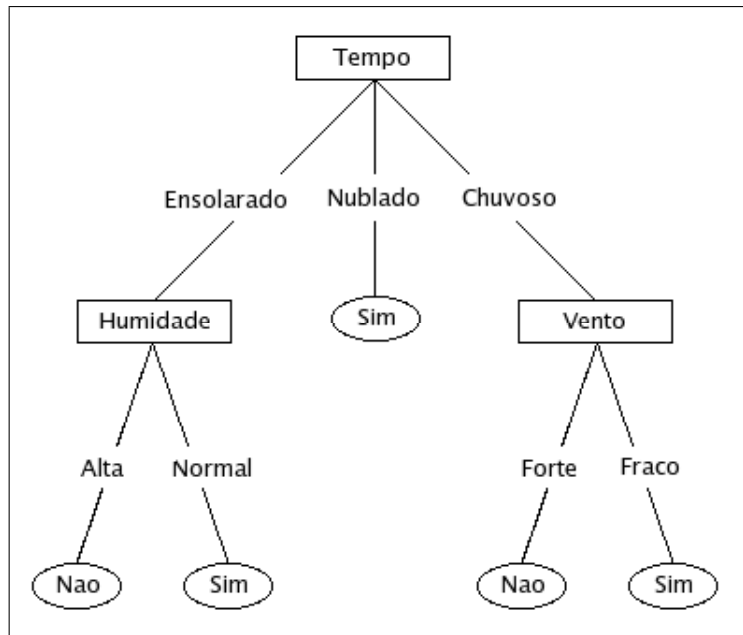 Tempo
Ensolarado Nublado Chuvoso
Humidade Sim Vento
Alta Normal Forte Fraco
Nao Sim Nao Sim